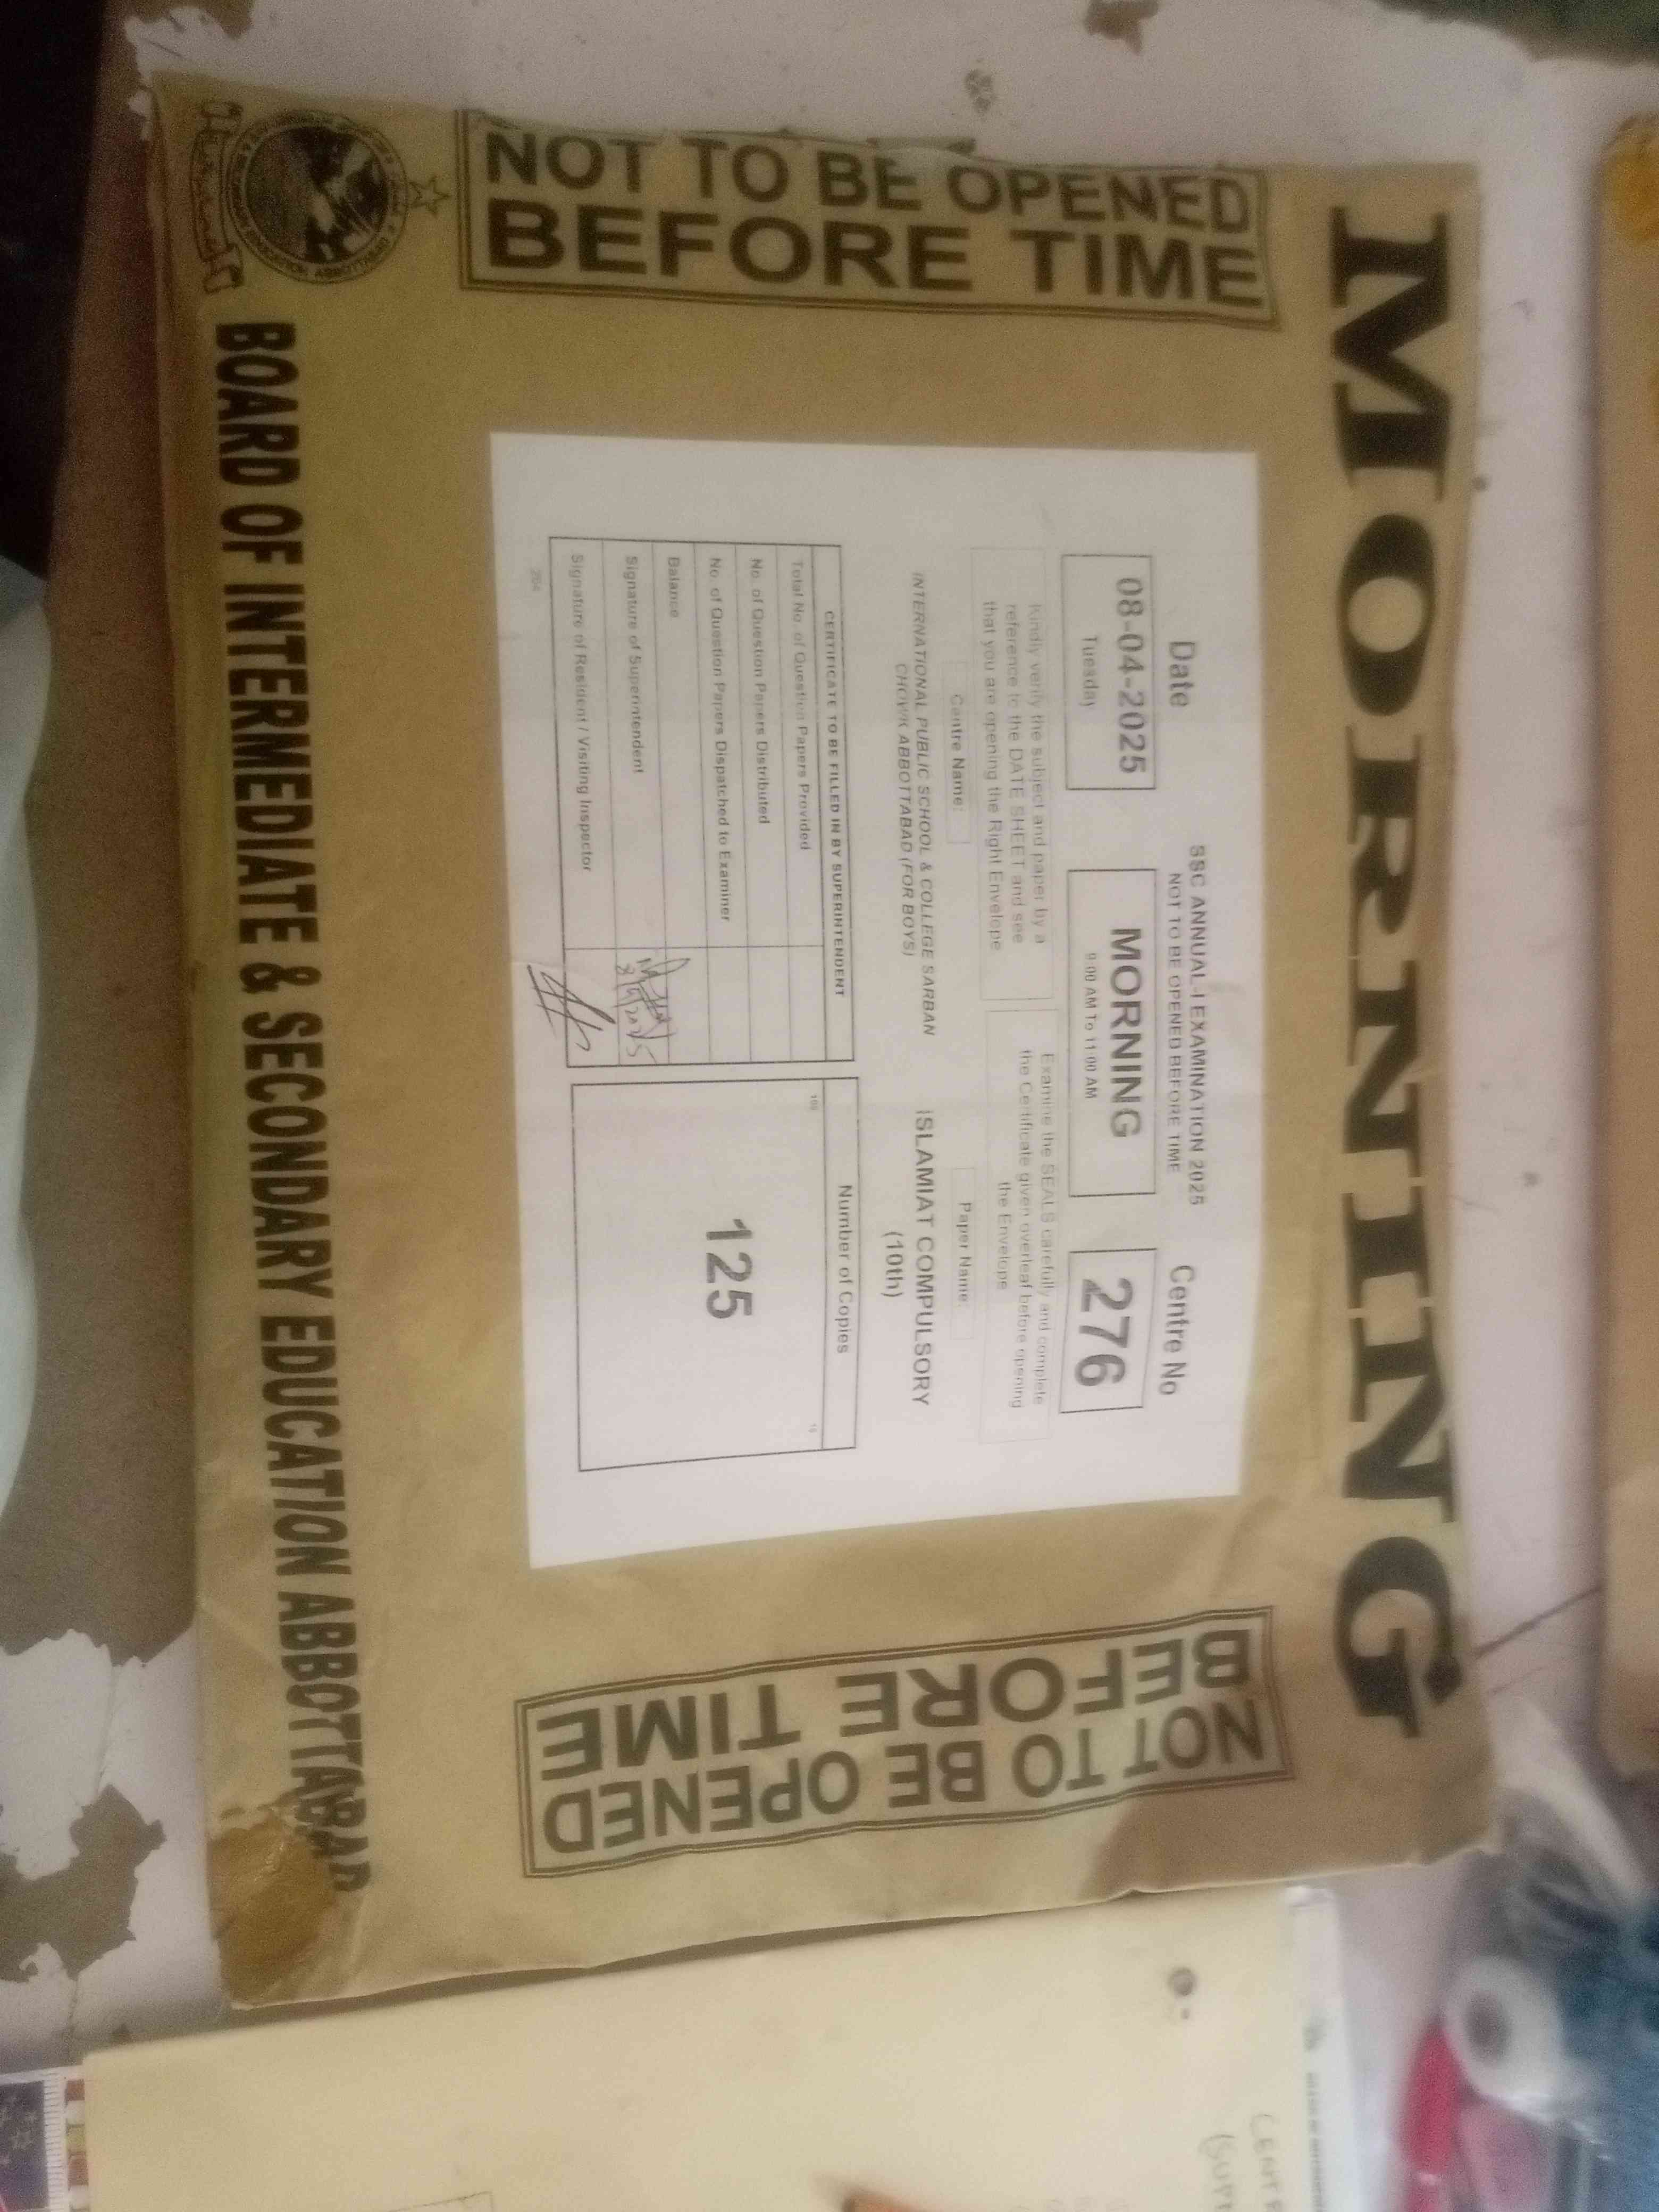 MORNING
NOT TO BE OPENED
BEFORE TIME
SSC ANNUAL-I EXAMINATION 2025
NOT TO BE OPENED BEFORE TIME
Date
08-04-2025
Tuesday
MORNING
9:00 AM To 11:00 AM
Centre No
276
Kindly verify the subject and paper by a
reference to the DATE SHEET and see
that you are opening the Right Envelope
Examine the SEALS carefully and complete
the Certificate given overleaf before opening
the Envelope
Centre Name:
INTERNATIONAL PUBLIC SCHOOL & COLLEGE SARBAN
CHOWK ABBOTTABAD (FOR BOYS)
Paper Name:
ISLAMIAT COMPULSORY
(10th)
CERTIFICATE TO BE FILLED IN BY SUPERINTENDENT
Total No. of Question Papers Provided
No. of Question Papers Distributed
No. of Question Papers Dispatched to Examiner
Balance
Signature of Superintendent
8/4/2025
Signature of Resident / Visiting Inspector
Number of Copies
125
NOT TO BE OPENED
BEFORE TIME
BOARD OF INTERMEDIATE & SECONDARY EDUCATION ABBOTTABAD